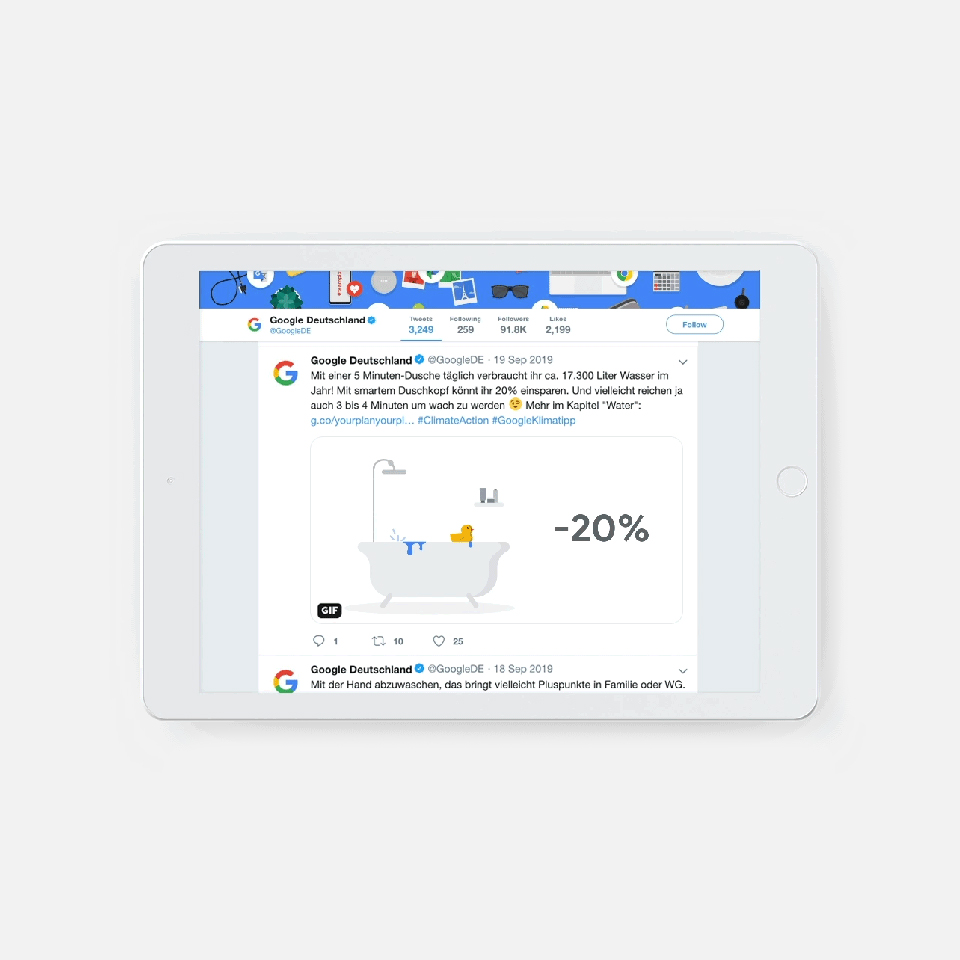 Google Deutschland
@GoogleDE
Tweets
3,249
Following
259
Followers
91.8K
Likes
2,199
Follow
Google Deutschland @GoogleDE · 19 Sep 2019
Mit einer 5 Minuten-Dusche täglich verbraucht ihr ca. 17.300 Liter Wasser im
Jahr! Mit smartem Duschkopf könnt ihr 20% einsparen. Und vielleicht reichen ja
auch 3 bis 4 Minuten um wach zu werden 😉 Mehr im Kapitel "Water":
g.co/yourplanyourpl… #ClimateAction #GoogleKlimatipp
-20%
GIF
1
10
25
Google Deutschland @GoogleDE · 18 Sep 2019
Mit der Hand abzuwaschen, das bringt vielleicht Pluspunkte in Familie oder WG.